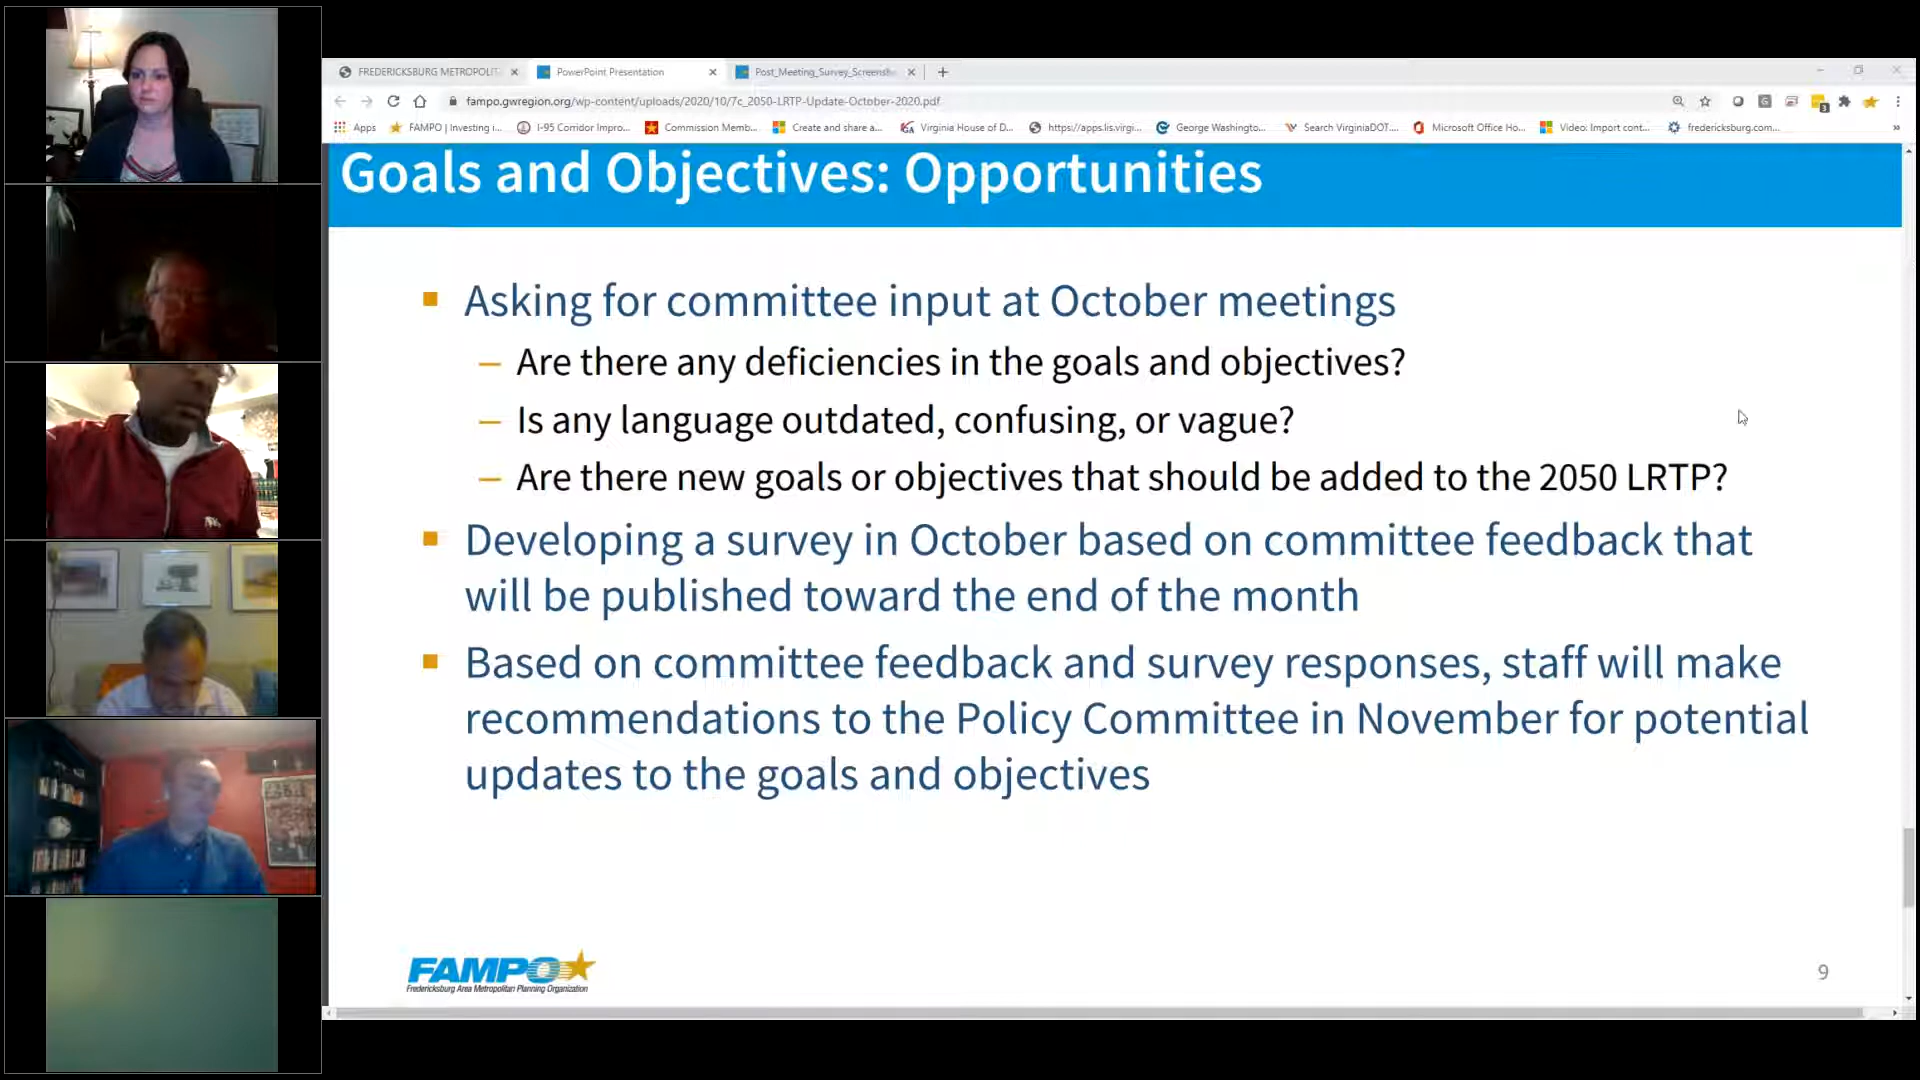 FREDERICKSBURG METROPOLIT
PowerPoint Presentation
Post_Meeting_Survey_Screensh
fampo.gwregion.org/wp-content/uploads/2020/10/7c_2050-LRTP-Update-October-2020.pdf
Apps
FAMPO | Investing i...
I-95 Corridor Impro...
Commission Memb...
Create and share a...
Virginia House of D...
https://apps.lis.virgi...
George Washingto...
Search VirginiaDOT....
Microsoft Office Ho...
Video: Import cont...
fredericksburg.com...
Goals and Objectives: Opportunities
Asking for committee input at October meetings
– Are there any deficiencies in the goals and objectives?
– Is any language outdated, confusing, or vague?
– Are there new goals or objectives that should be added to the 2050 LRTP?
Developing a survey in October based on committee feedback that
will be published toward the end of the month
Based on committee feedback and survey responses, staff will make
recommendations to the Policy Committee in November for potential
updates to the goals and objectives
FAMPO
Fredericksburg Area Metropolitan Planning Organization
9